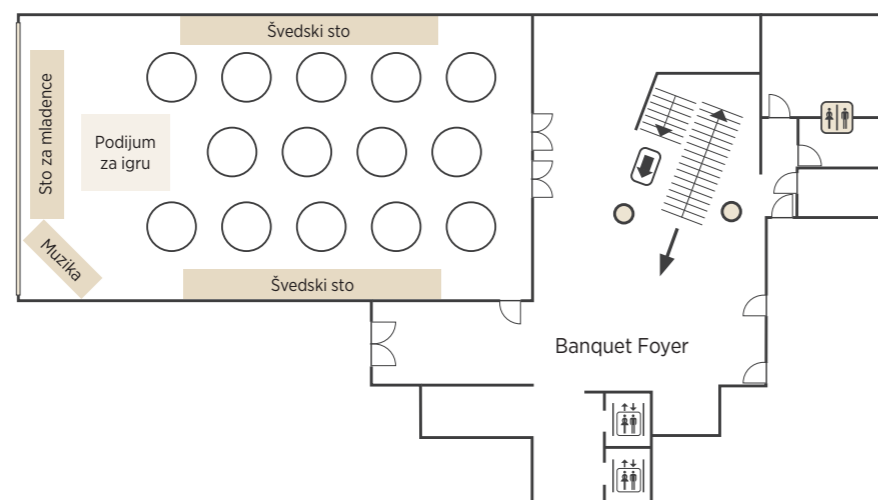 Švedski sto
Sto za mladence
Podijum
za igru
Muzika
Švedski sto
Banquet Foyer